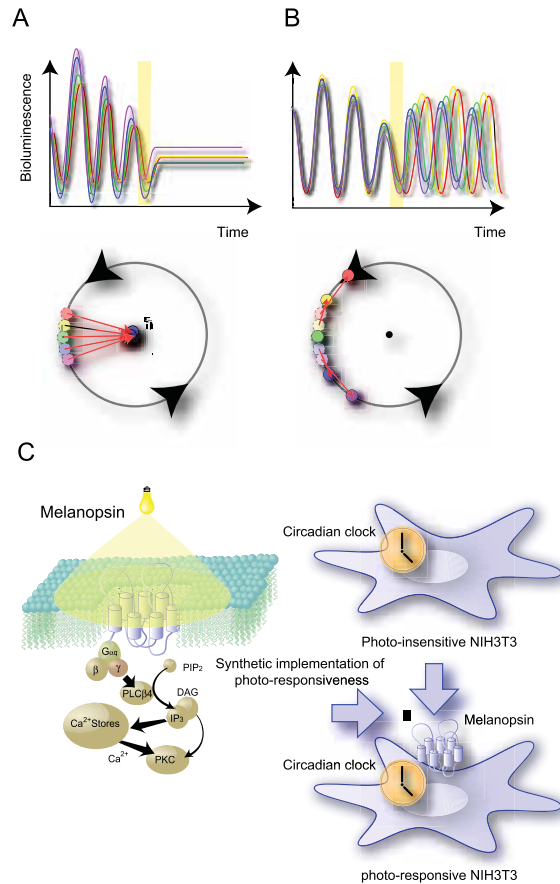 A
B
Bioluminescence
Time
Time
C
Melanopsin
Gαq
β
γ
PIP2
PLCβ4
DAG
IP3
Ca2+Stores
Ca2+
PKC
Circadian clock
Photo-insensitive NIH3T3
Synthetic implementation of
photo-responsiveness
Melanopsin
Circadian clock
photo-responsive NIH3T3